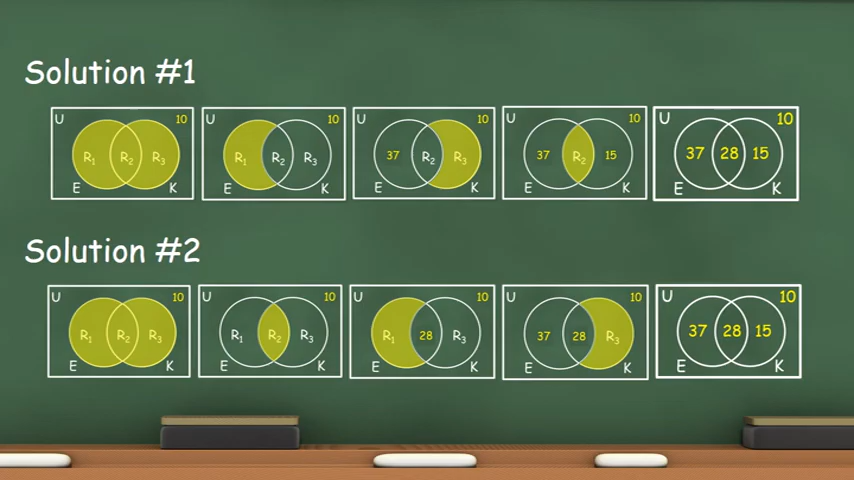 Solution #1
U 10 R₁ R₂ R₃ E K
U 10 R₁ R₂ R₃ E K
U 10 37 R₂ R₃ E K
U 10 37 R₂ 15 E K
U 10 37 28 15 E K
Solution #2
U 10 R₁ R₂ R₃ E K
U 10 R₁ R₂ R₃ E K
U 10 R₁ 28 R₃ E K
U 10 37 28 R₃ E K
U 10 37 28 15 E K